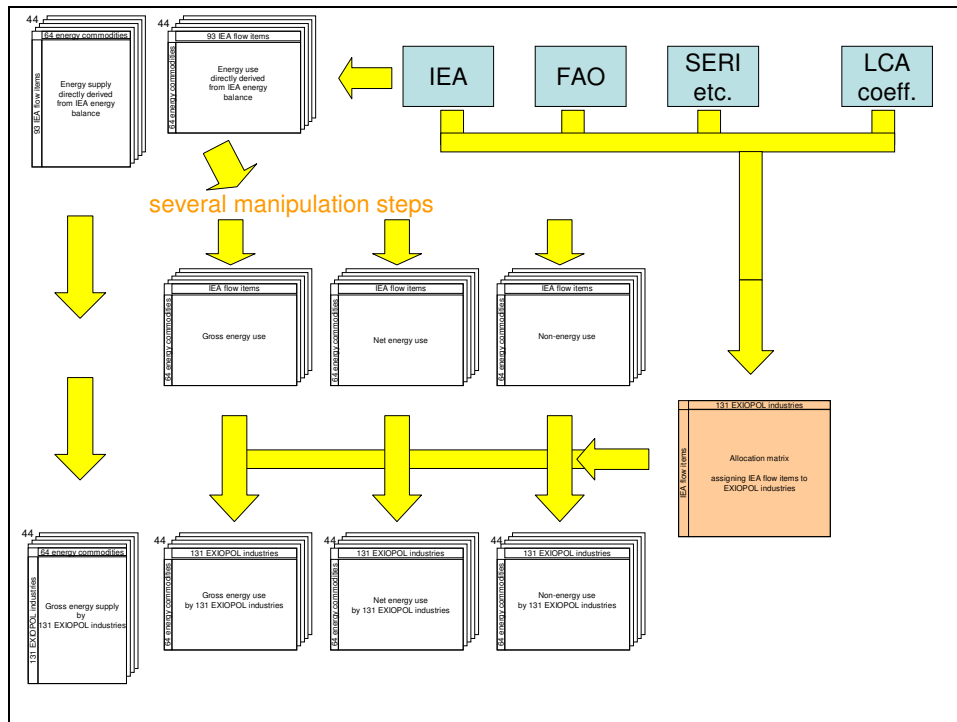 44
64 energy commodities
93 IEA flow items
Energy supply
directly derived
from IEA energy
balance
44
93 IEA flow items
64 energy commodities
Energy use
directly derived
from IEA energy
balance
IEA
FAO
SERI
etc.
LCA
coeff.
several manipulation steps
IEA flow items
64 energy commodities
Gross energy use
IEA flow items
64 energy commodities
Net energy use
IEA flow items
64 energy commodities
Non-energy use
131 EXIOPOL industries
IEA flow items
Allocation matrix
assigning IEA flow items to
EXIOPOL industries
44
64 energy commodities
131 EXIOPOL industries
Gross energy supply
by
131 EXIOPOL industries
44
131 EXIOPOL industries
64 energy commodities
Gross energy use
by 131 EXIOPOL industries
44
131 EXIOPOL industries
64 energy commodities
Net energy use
by 131 EXIOPOL industries
44
131 EXIOPOL industries
64 energy commodities
Non-energy use
by 131 EXIOPOL industries